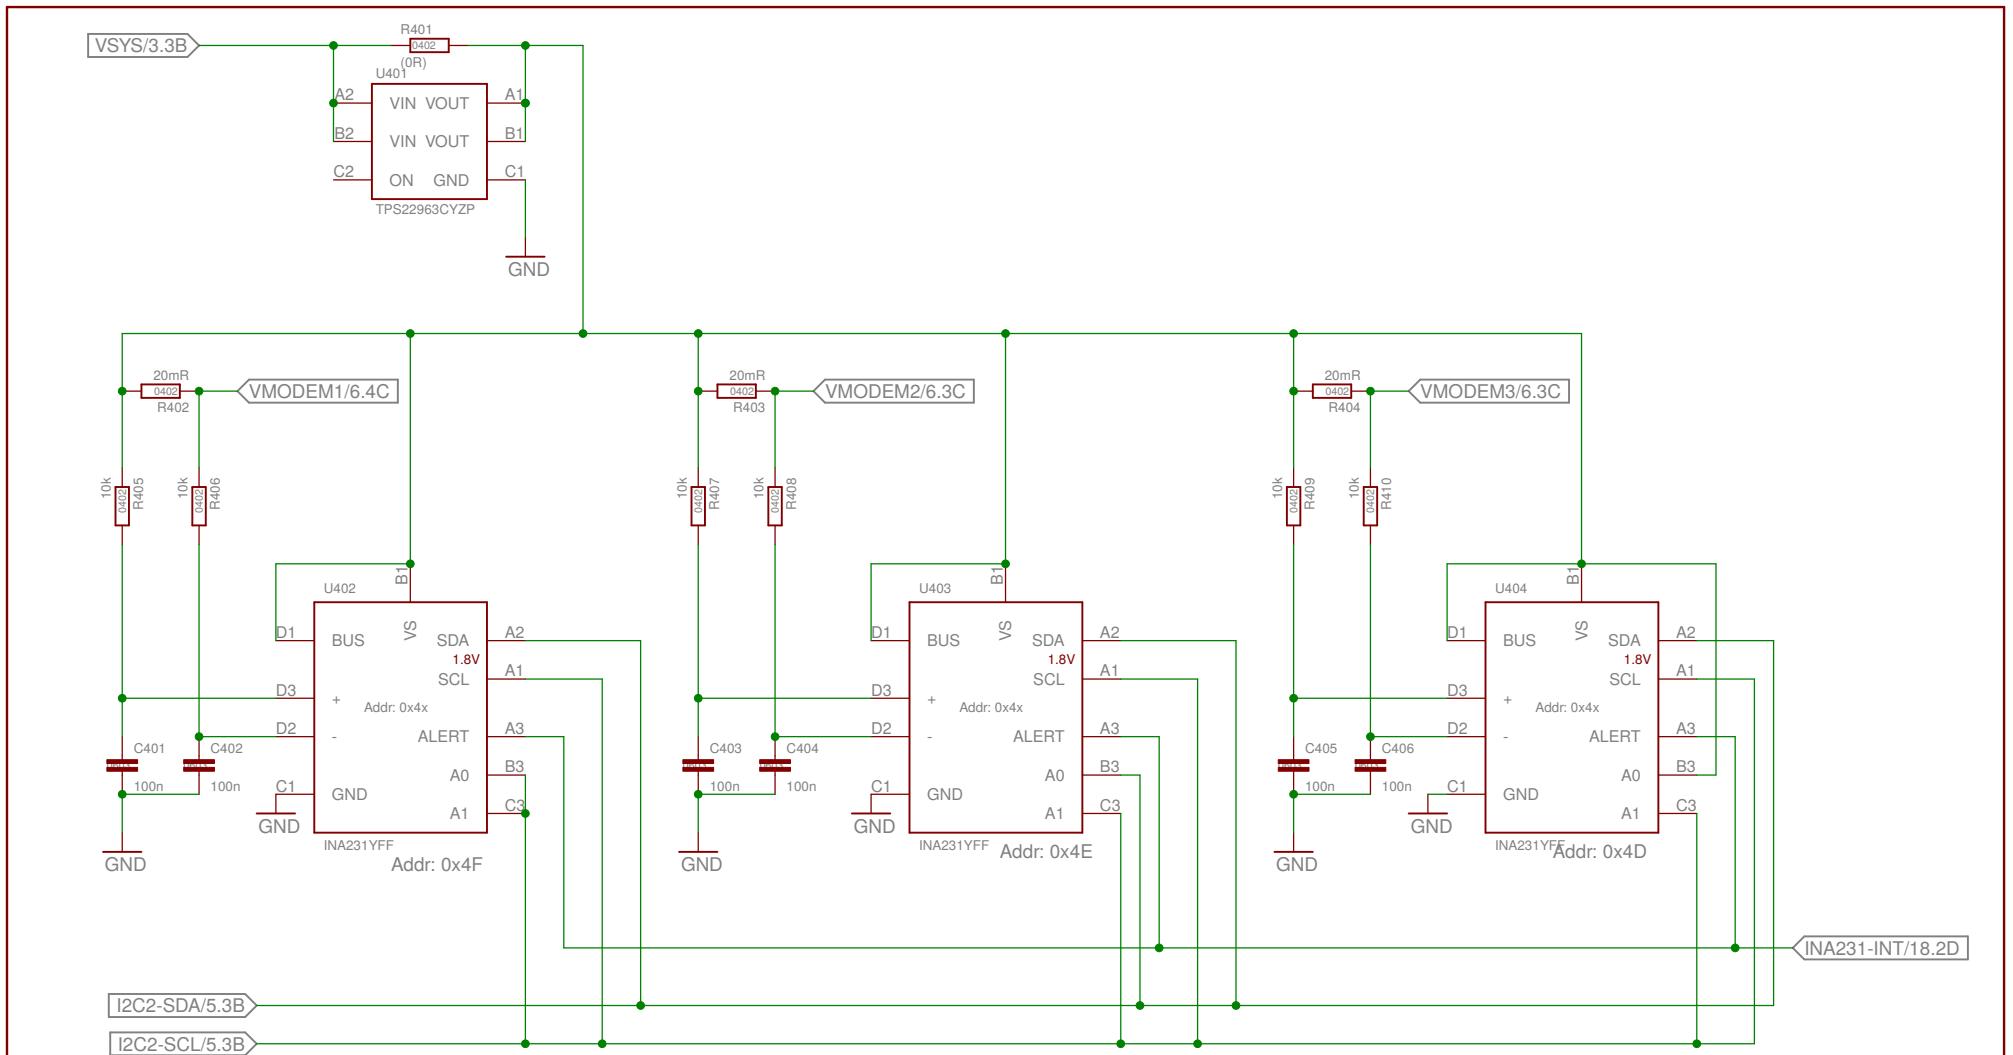 VSYS/3.3B
R401
0402
(0R)
U401
A2 VIN VOUT A1
B2 VIN VOUT B1
C2 ON GND C1
TPS22963CYZP
GND
20mR
0402
R402
VMODEM1/6.4C
20mR
0402
R403
VMODEM2/6.3C
20mR
0402
R404
VMODEM3/6.3C
10k
0402
R405
10k
0402
R406
10k
0402
R407
10k
0402
R408
10k
0402
R409
10k
0402
R410
U402
B1
VS
D1 BUS SDA A2
1.8V
SCL A1
D3 +
Addr: 0x4x
D2 - ALERT A3
A0 B3
C1 GND
A1 C3
GND
INA231YFF
Addr: 0x4F
C401
100n
C402
100n
GND
U403
B1
VS
D1 BUS SDA A2
1.8V
SCL A1
D3 +
Addr: 0x4x
D2 - ALERT A3
A0 B3
C1 GND
A1 C3
GND
INA231YFF
Addr: 0x4E
C403
100n
C404
100n
GND
U404
B1
VS
D1 BUS SDA A2
1.8V
SCL A1
D3 +
Addr: 0x4x
D2 - ALERT A3
A0 B3
C1 GND
A1 C3
GND
INA231YFF
Addr: 0x4D
C405
100n
C406
100n
GND
INA231-INT/18.2D
I2C2-SDA/5.3B
I2C2-SCL/5.3B